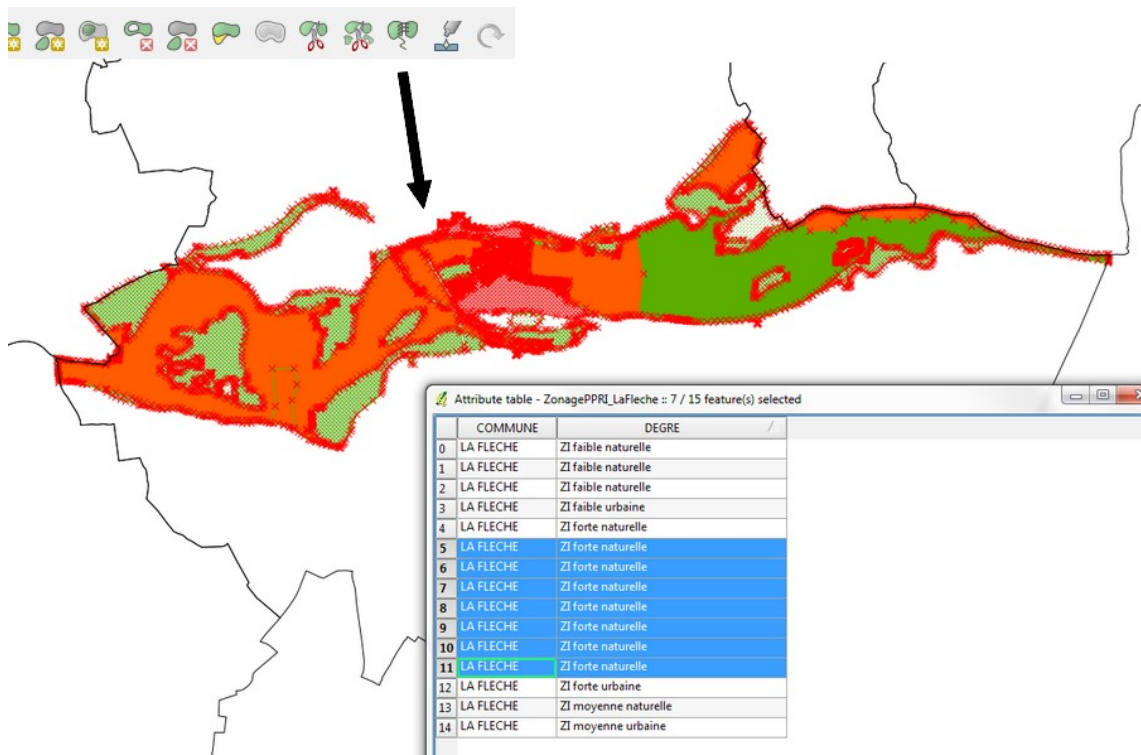 Attribute table - ZonagePPRI_LaFleche :: 7 / 15 feature(s) selected
COMMUNE DEGRE
0 LA FLECHE ZI faible naturelle
1 LA FLECHE ZI faible naturelle
2 LA FLECHE ZI faible naturelle
3 LA FLECHE ZI faible urbaine
4 LA FLECHE ZI forte naturelle
5 LA FLECHE ZI forte naturelle
6 LA FLECHE ZI forte naturelle
7 LA FLECHE ZI forte naturelle
8 LA FLECHE ZI forte naturelle
9 LA FLECHE ZI forte naturelle
10 LA FLECHE ZI forte naturelle
11 LA FLECHE ZI forte naturelle
12 LA FLECHE ZI forte urbaine
13 LA FLECHE ZI moyenne naturelle
14 LA FLECHE ZI moyenne urbaine